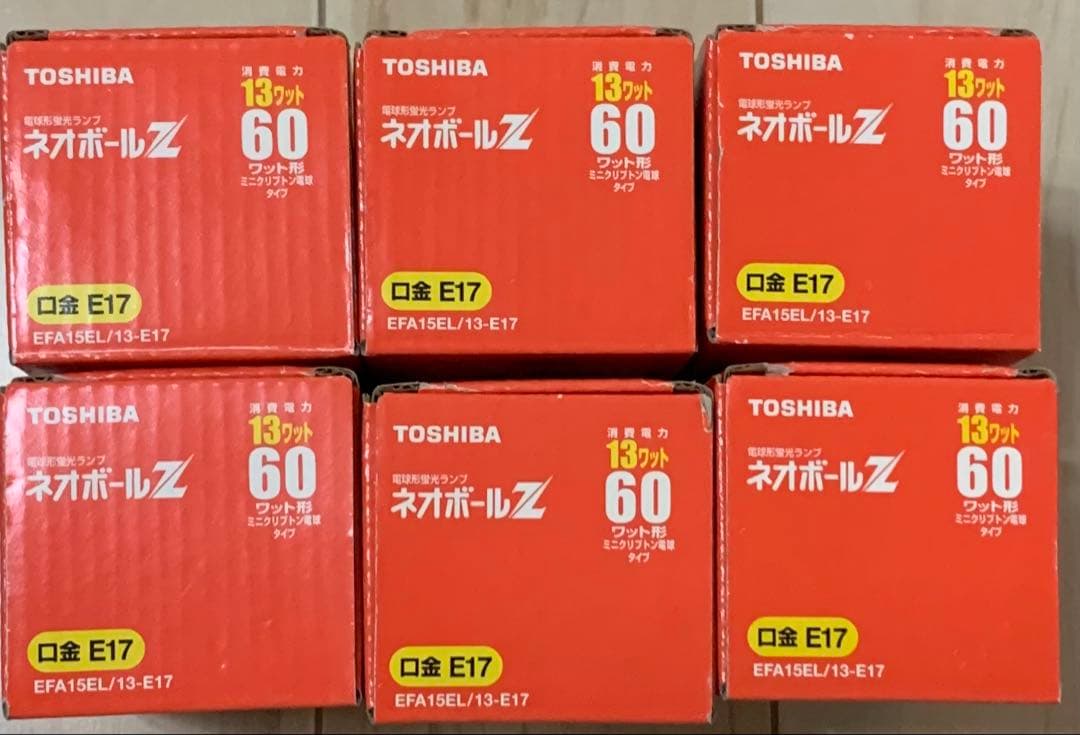 TOSHIBA
消費電力
13ワット
電球形蛍光ランプ
ネオボールZ
60
ワット形
ミニクリプトン電球
タイプ
口金 E17
EFA15EL/13-E17
TOSHIBA
消費電力
13ワット
電球形蛍光ランプ
ネオボールZ
60
ワット形
ミニクリプトン電球
タイプ
口金 E17
EFA15EL/13-E17
TOSHIBA
消費電力
13ワット
電球形蛍光ランプ
ネオボールZ
60
ワット形
ミニクリプトン電球
タイプ
口金 E17
EFA15EL/13-E17
TOSHIBA
消費電力
13ワット
電球形蛍光ランプ
ネオボールZ
60
ワット形
ミニクリプトン電球
タイプ
口金 E17
EFA15EL/13-E17
TOSHIBA
消費電力
13ワット
電球形蛍光ランプ
ネオボールZ
60
ワット形
ミニクリプトン電球
タイプ
口金 E17
EFA15EL/13-E17
TOSHIBA
消費電力
13ワット
電球形蛍光ランプ
ネオボールZ
60
ワット形
ミニクリプトン電球
タイプ
口金 E17
EFA15EL/13-E17